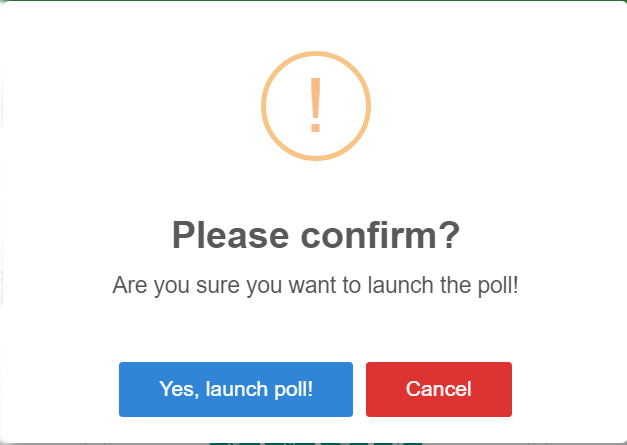 !
Please confirm?
Are you sure you want to launch the poll!
Yes, launch poll!
Cancel